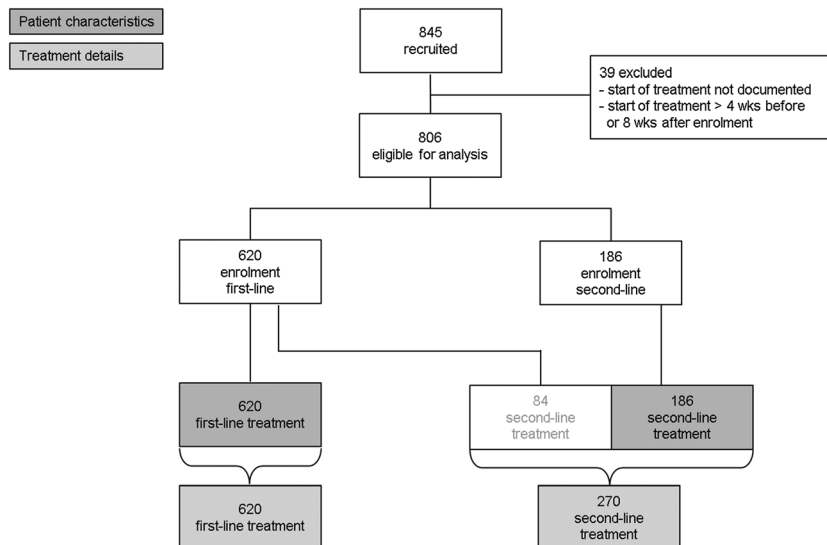 Patient characteristics
Treatment details
845
recruited
39 excluded
- start of treatment not documented
- start of treatment > 4 wks before
or 8 wks after enrolment
806
eligible for analysis
620
enrolment
first-line
186
enrolment
second-line
620
first-line treatment
84
second-line
treatment
186
second-line
treatment
620
first-line treatment
270
second-line
treatment